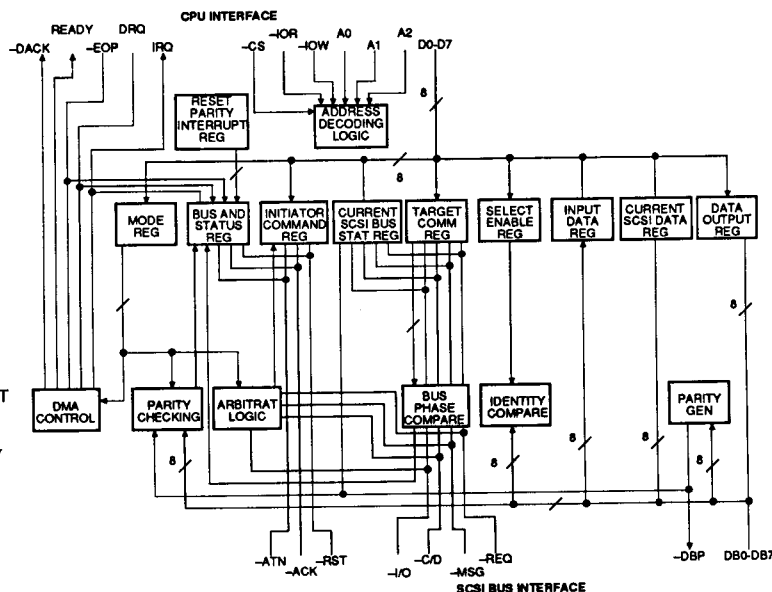 CPU INTERFACE
READY
DRQ
–DACK
–EOP
IRQ
–IOR
A0
A2
–CS
–IOW
A1
D0-D7
8
RESET
PARITY
INTERRUPT
REG
ADDRESS
DECODING
LOGIC
8
MODE
REG
BUS AND
STATUS
REG
INITIATOR
COMMAND
REG
CURRENT
SCSI BUS
STAT REG
TARGET
COMM
REG
SELECT
ENABLE
REG
INPUT
DATA
REG
CURRENT
SCSI DATA
REG
DATA
OUTPUT
REG
8
T
DMA
CONTROL
PARITY
CHECKING
ARBITRAT
LOGIC
BUS
PHASE
COMPARE
IDENTITY
COMPARE
PARITY
GEN
Y
8
8
8
8
8
–ATN
–ACK
–RST
–I/O
–C/D
–MSG
–REQ
–DBP
DB0-DB7
SCSI BUS INTERFACE